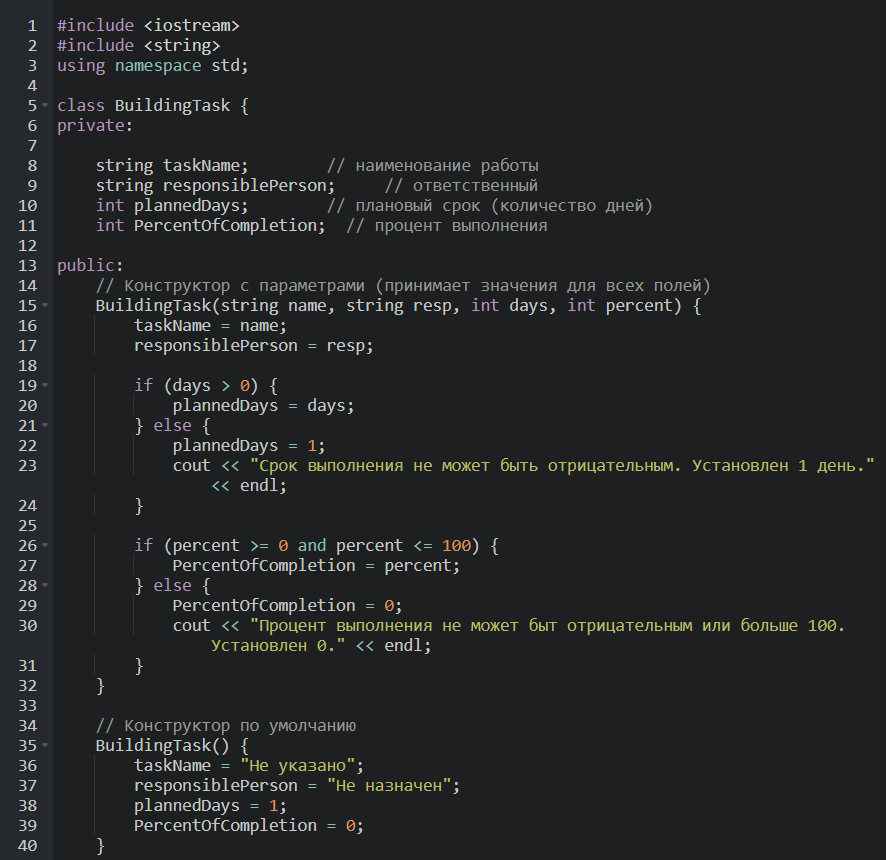 1 #include <iostream>
2 #include <string>
3 using namespace std;
4
5 class BuildingTask {
6 private:
7
8     string taskName;        // наименование работы
9     string responsiblePerson;     // ответственный
10     int plannedDays;        // плановый срок (количество дней)
11     int PercentOfCompletion;  // процент выполнения
12
13 public:
14     // Конструктор с параметрами (принимает значения для всех полей)
15     BuildingTask(string name, string resp, int days, int percent) {
16         taskName = name;
17         responsiblePerson = resp;
18
19         if (days > 0) {
20             plannedDays = days;
21         } else {
22             plannedDays = 1;
23             cout << "Срок выполнения не может быть отрицательным. Установлен 1 день."
                << endl;
24         }
25
26         if (percent >= 0 and percent <= 100) {
27             PercentOfCompletion = percent;
28         } else {
29             PercentOfCompletion = 0;
30             cout << "Процент выполнения не может быт отрицательным или больше 100.
                Установлен 0." << endl;
31         }
32     }
33
34     // Конструктор по умолчанию
35     BuildingTask() {
36         taskName = "Не указано";
37         responsiblePerson = "Не назначен";
38         plannedDays = 1;
39         PercentOfCompletion = 0;
40     }